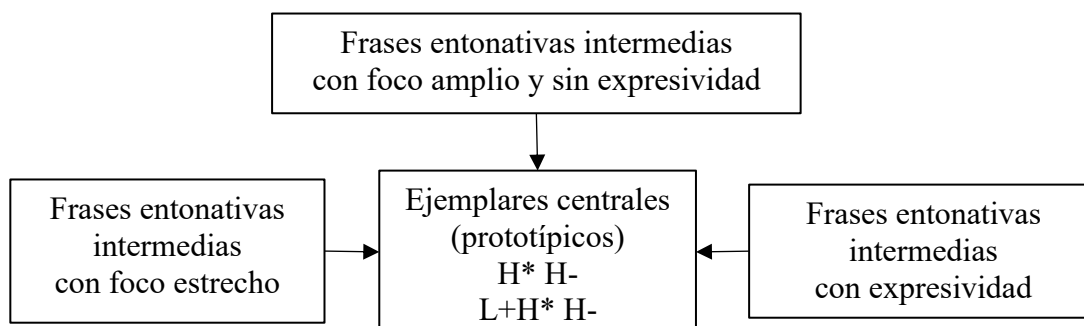 Frases entonativas intermedias
con foco amplio y sin expresividad
Frases entonativas
intermedias
con foco estrecho
Ejemplares centrales
(prototípicos)
H* H-
L+H* H-
Frases entonativas
intermedias
con expresividad